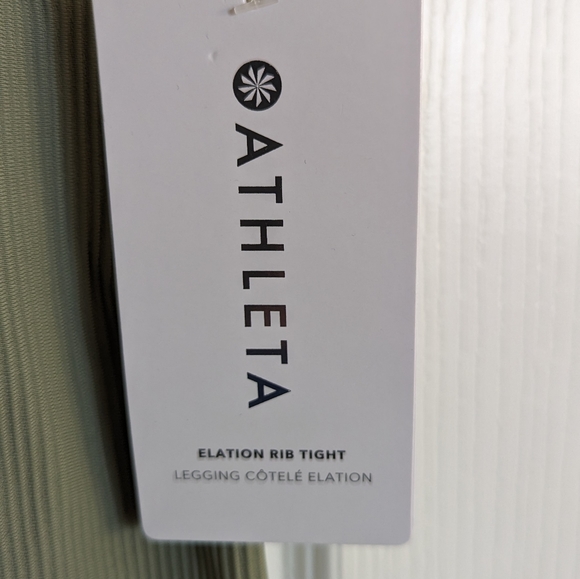 ATHLETA
ELATION RIB TIGHT
LEGGING CÔTELÉ ELATION